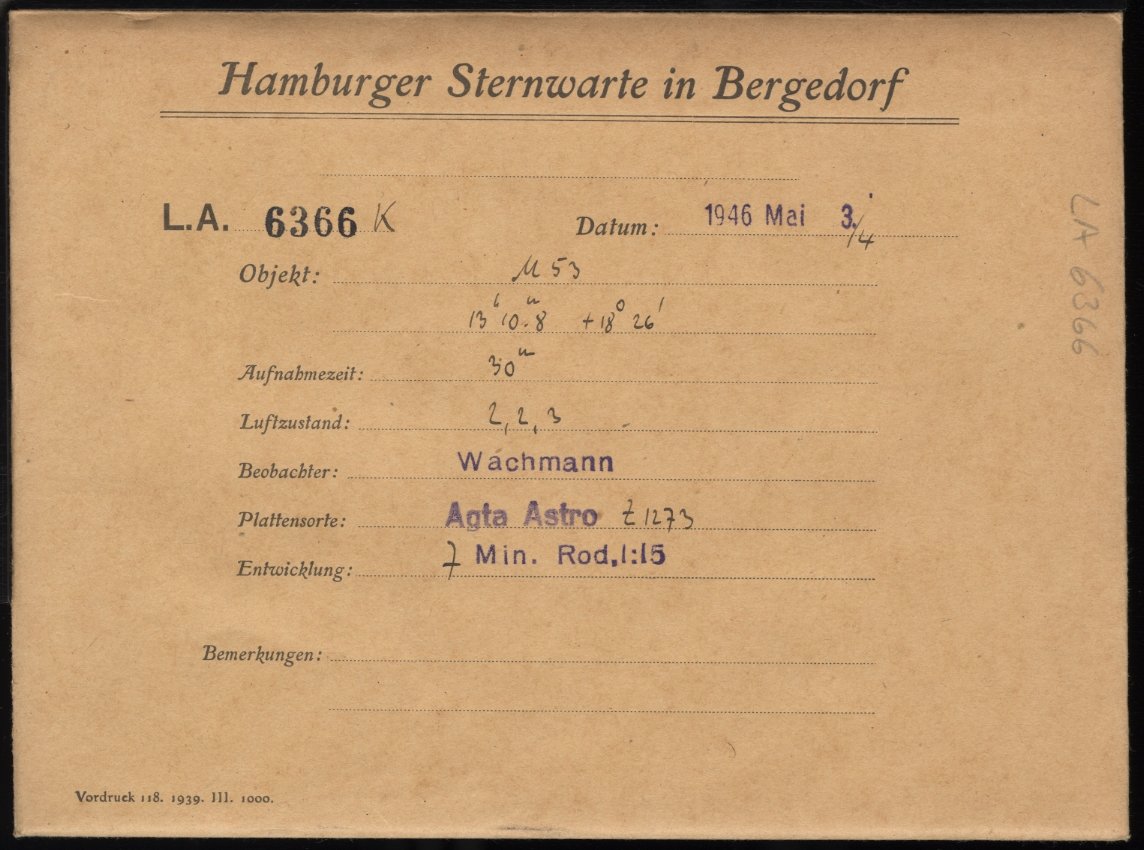 Hamburger Sternwarte in Bergedorf
L.A. 6366 K Datum: 1946 Mai 3./4
Objekt: M 53
13ʰ 10ᵐ.8 +18° 26'
Aufnahmezeit: 30ᵐ
Luftzustand: 2, 2, 3
Beobachter: Wachmann
Plattensorte: Agfa Astro Z 1273
Entwicklung: 7 Min. Rod.1:15
Bemerkungen:
Vordruck 118. 1939. III. 1000.
LA 6366